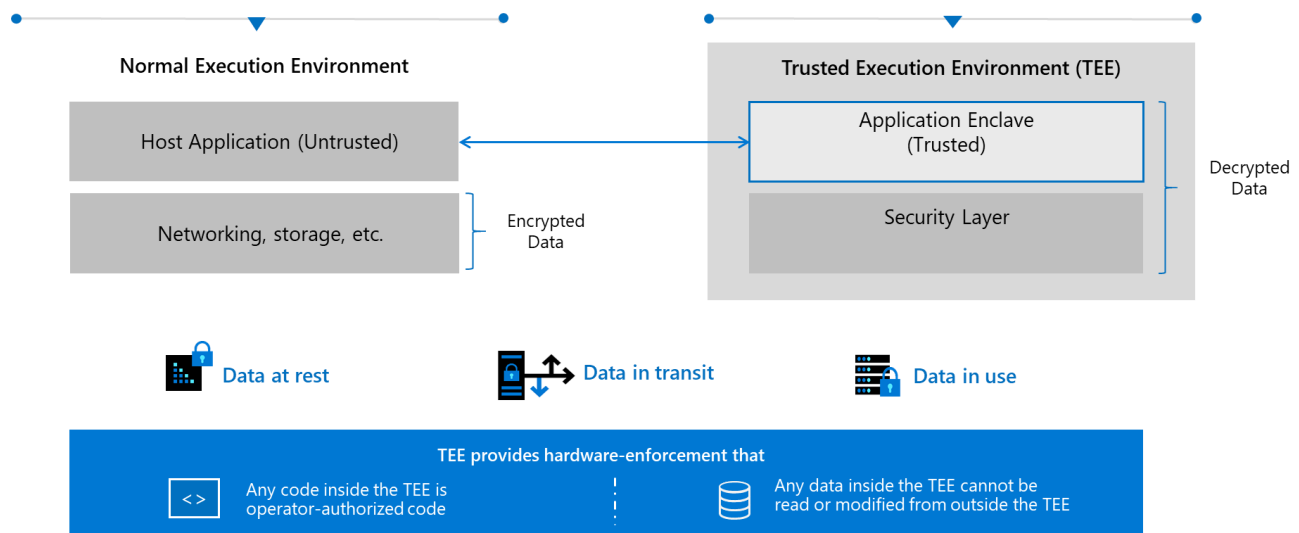 Normal Execution Environment
Trusted Execution Environment (TEE)
Host Application (Untrusted)
Application Enclave
(Trusted)
Decrypted
Data
Networking, storage, etc.
Encrypted
Data
Security Layer
Data at rest
Data in transit
Data in use
TEE provides hardware-enforcement that
< >
Any code inside the TEE is
operator-authorized code
Any data inside the TEE cannot be
read or modified from outside the TEE